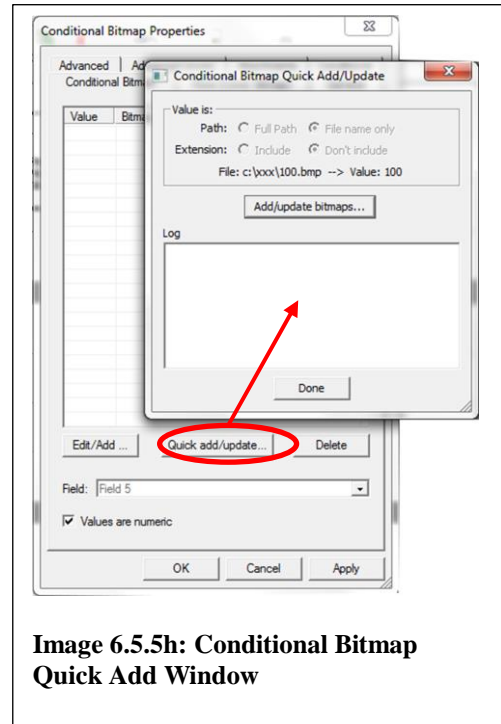 Conditional Bitmap Properties
Advanced
Conditional
Value
Conditional Bitmap Quick Add/Update
Value is:
Path: Full Path File name only
Extension: Include Don't include
File: c:\xxx\100.bmp --> Value: 100
Add/update bitmaps...
Log
Done
Edit/Add ... Quick add/update... Delete
Field: Field 5
Values are numeric
OK Cancel Apply
Image 6.5.5h: Conditional Bitmap
Quick Add Window